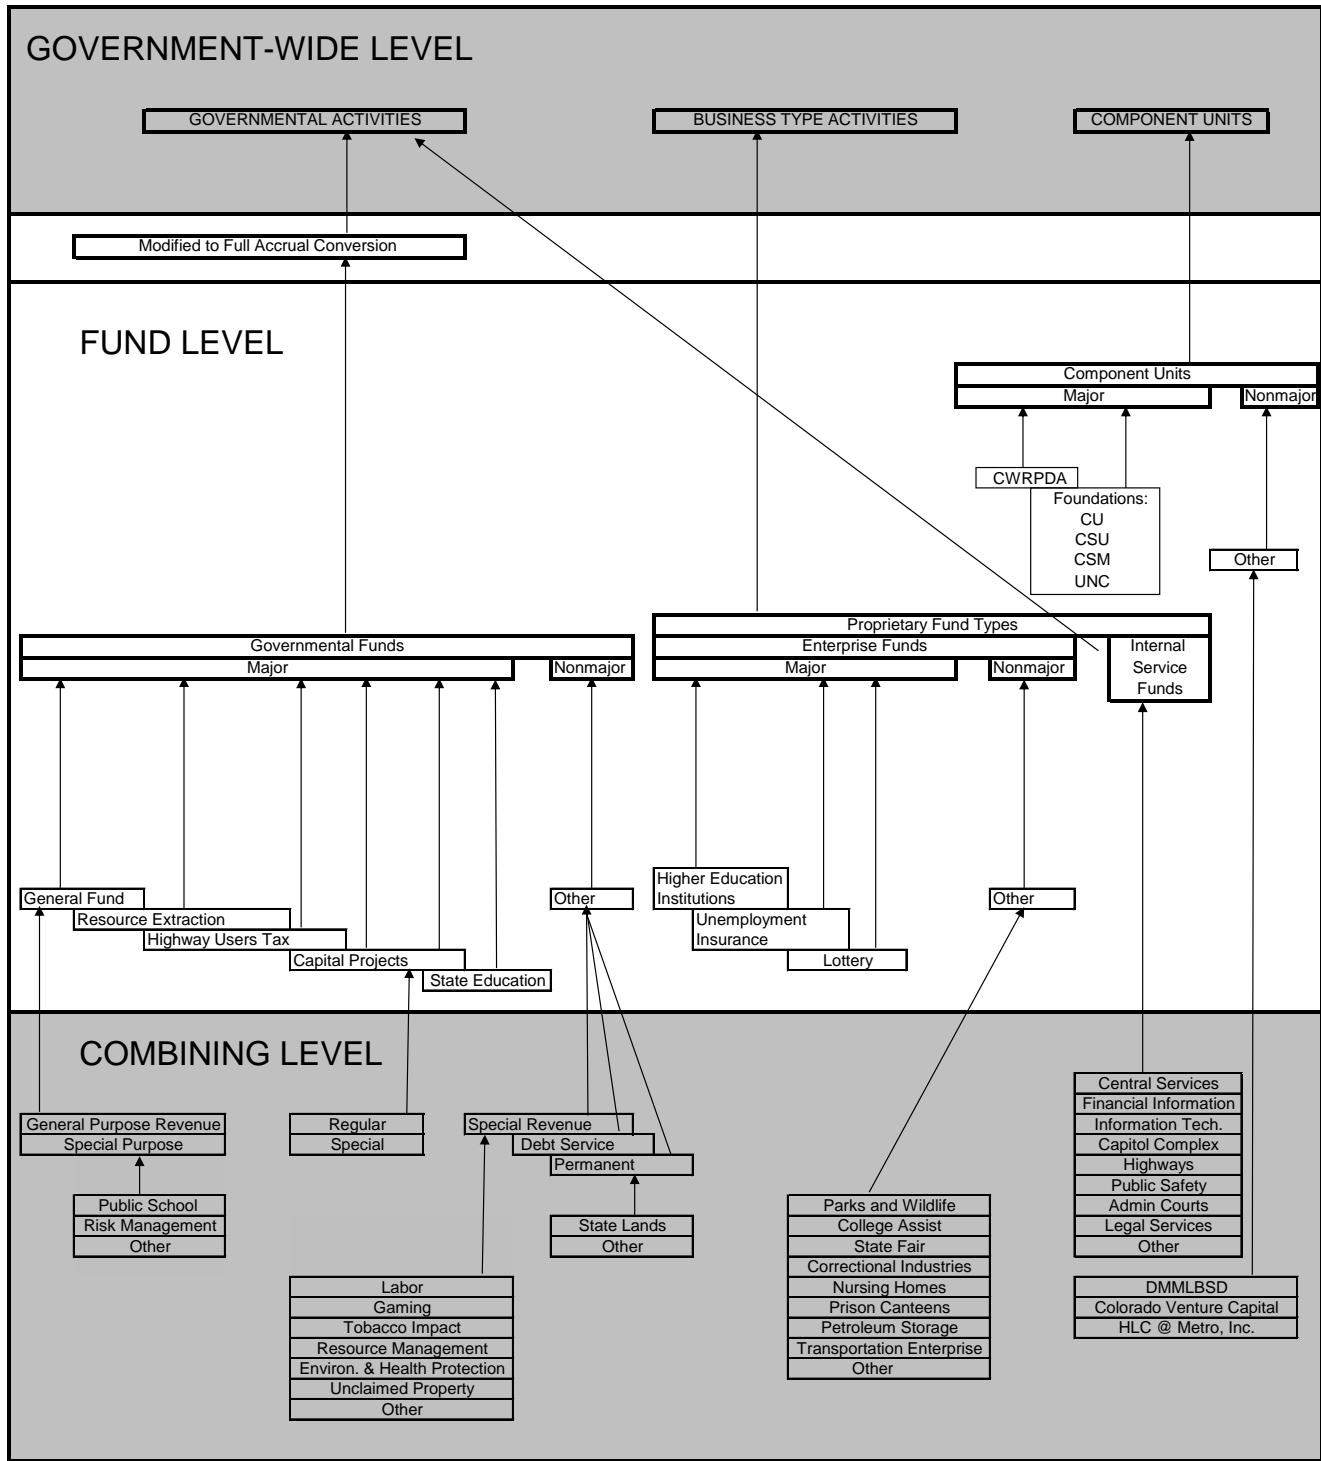 GOVERNMENT-WIDE LEVEL
GOVERNMENTAL ACTIVITIES
BUSINESS TYPE ACTIVITIES
COMPONENT UNITS
Modified to Full Accrual Conversion
FUND LEVEL
Component Units
Major
Nonmajor
CWRPDA
Foundations:
CU
CSU
CSM
UNC
Other
Governmental Funds
Major
Nonmajor
Proprietary Fund Types
Enterprise Funds
Major
Nonmajor
Internal
Service
Funds
General Fund
Resource Extraction
Highway Users Tax
Capital Projects
State Education
Other
Higher Education
Institutions
Unemployment
Insurance
Lottery
Other
COMBINING LEVEL
General Purpose Revenue
Special Purpose
Public School
Risk Management
Other
Regular
Special
Special Revenue
Debt Service
Permanent
State Lands
Other
Labor
Gaming
Tobacco Impact
Resource Management
Environ. & Health Protection
Unclaimed Property
Other
Parks and Wildlife
College Assist
State Fair
Correctional Industries
Nursing Homes
Prison Canteens
Petroleum Storage
Transportation Enterprise
Other
Central Services
Financial Information
Information Tech.
Capitol Complex
Highways
Public Safety
Admin Courts
Legal Services
Other
DMMLBSD
Colorado Venture Capital
HLC @ Metro, Inc.